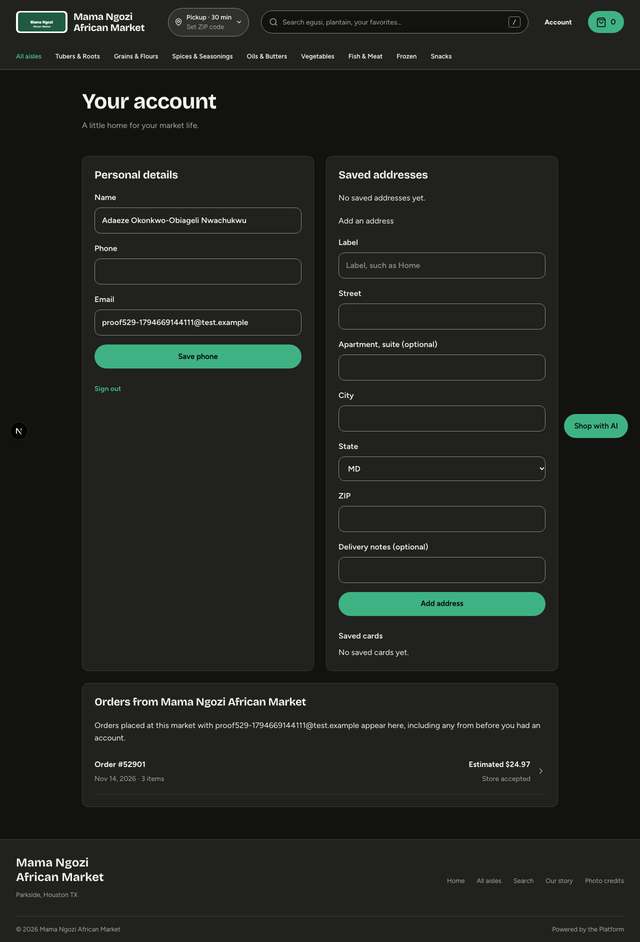 Mama Ngozi
Mama Ngozi
African Market
Pickup · 30 min
Set ZIP code
Search egusi, plantain, your favorites...
/
Account
0
All aisles
Tubers & Roots
Grains & Flours
Spices & Seasonings
Oils & Butters
Vegetables
Fish & Meat
Frozen
Snacks
Your account
A little home for your market life.
Personal details
Name
Adaeze Okonkwo-Obiageli Nwachukwu
Phone
Email
proof529-1794669144111@test.example
Save phone
Sign out
Saved addresses
No saved addresses yet.
Add an address
Label
Label, such as Home
Street
Apartment, suite (optional)
City
State
MD
ZIP
Delivery notes (optional)
Add address
Saved cards
No saved cards yet.
N
Shop with AI
Orders from Mama Ngozi African Market
Orders placed at this market with proof529-1794669144111@test.example appear here, including any from before you had an
account.
Order #52901
Estimated $24.97
Nov 14, 2026 · 3 items
Store accepted
Mama Ngozi
African Market
Parkside, Houston TX
Home
All aisles
Search
Our story
Photo credits
© 2026 Mama Ngozi African Market
Powered by the Platform